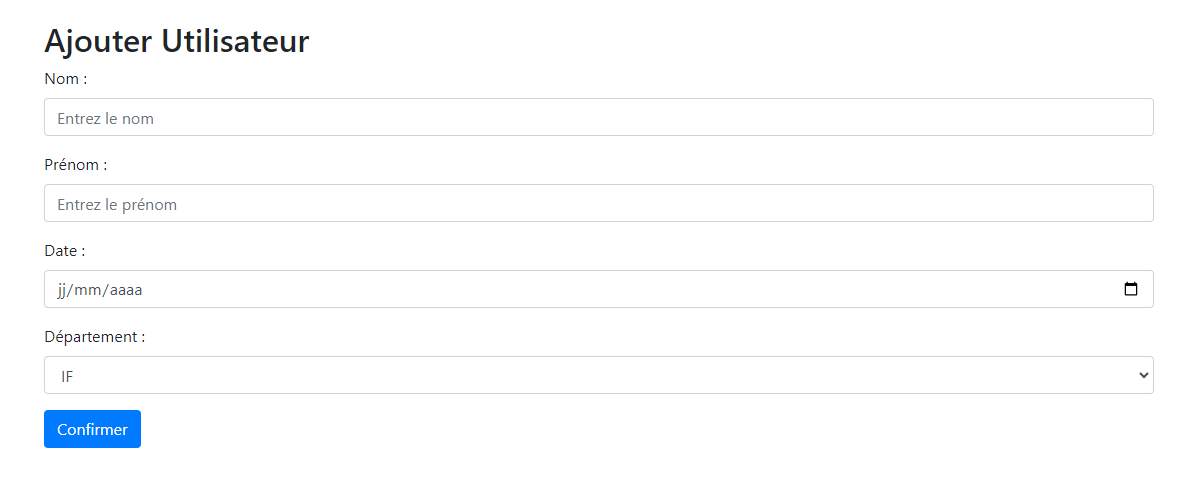 Ajouter Utilisateur
Nom :
Entrez le nom
Prénom :
Entrez le prénom
Date :
jj/mm/aaaa
Département :
IF
Confirmer